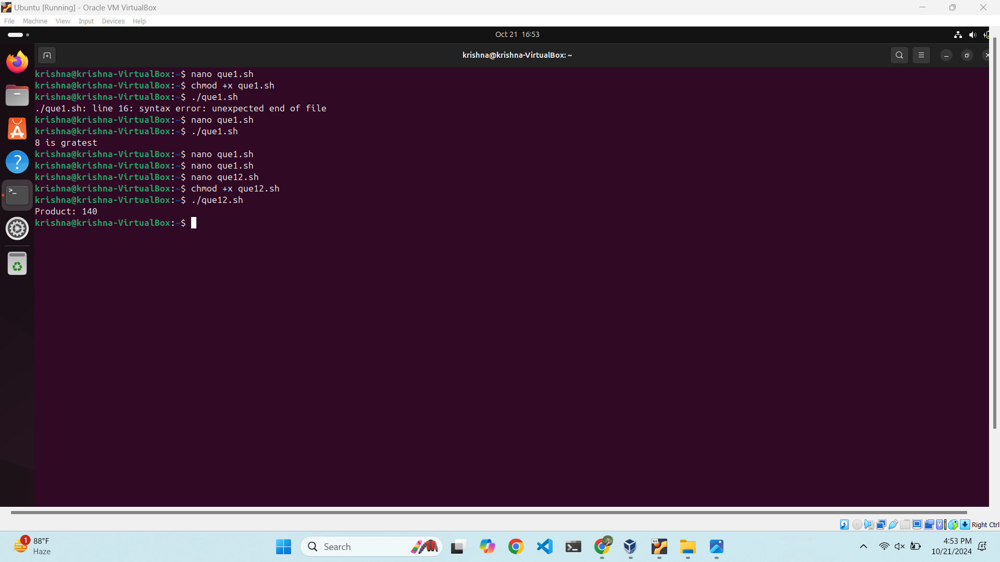 Ubuntu [Running] - Oracle VM VirtualBox
File Machine View Input Devices Help
Oct 21 16:53
krishna@krishna-VirtualBox: ~
krishna@krishna-VirtualBox:~$ nano que1.sh
krishna@krishna-VirtualBox:~$ chmod +x que1.sh
krishna@krishna-VirtualBox:~$ ./que1.sh
./que1.sh: line 16: syntax error: unexpected end of file
krishna@krishna-VirtualBox:~$ nano que1.sh
krishna@krishna-VirtualBox:~$ ./que1.sh
8 is gratest
krishna@krishna-VirtualBox:~$ nano que1.sh
krishna@krishna-VirtualBox:~$ nano que1.sh
krishna@krishna-VirtualBox:~$ nano que12.sh
krishna@krishna-VirtualBox:~$ chmod +x que12.sh
krishna@krishna-VirtualBox:~$ ./que12.sh
Product: 140
krishna@krishna-VirtualBox:~$
Right Ctrl
1
88°F
Haze
Search
64
4:53 PM
10/21/2024